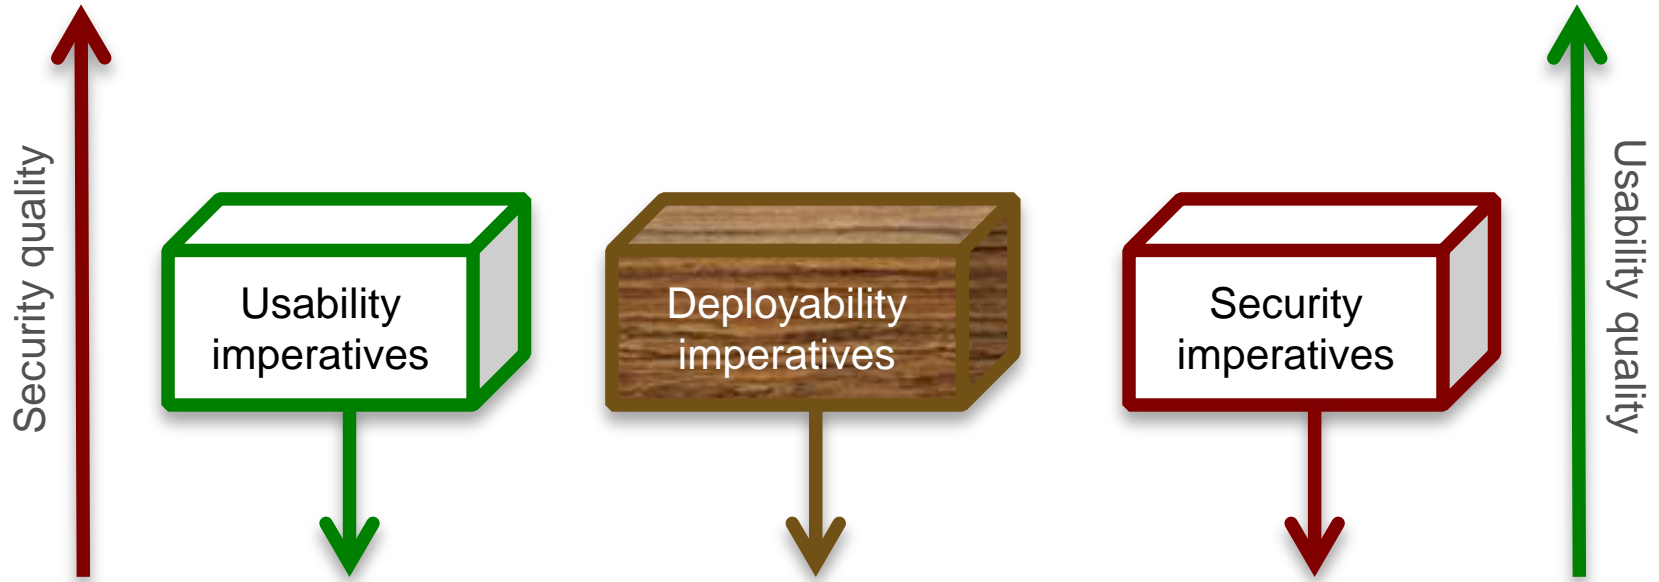 Security quality
Usability
imperatives
Deployability
imperatives
Security
imperatives
Usability quality